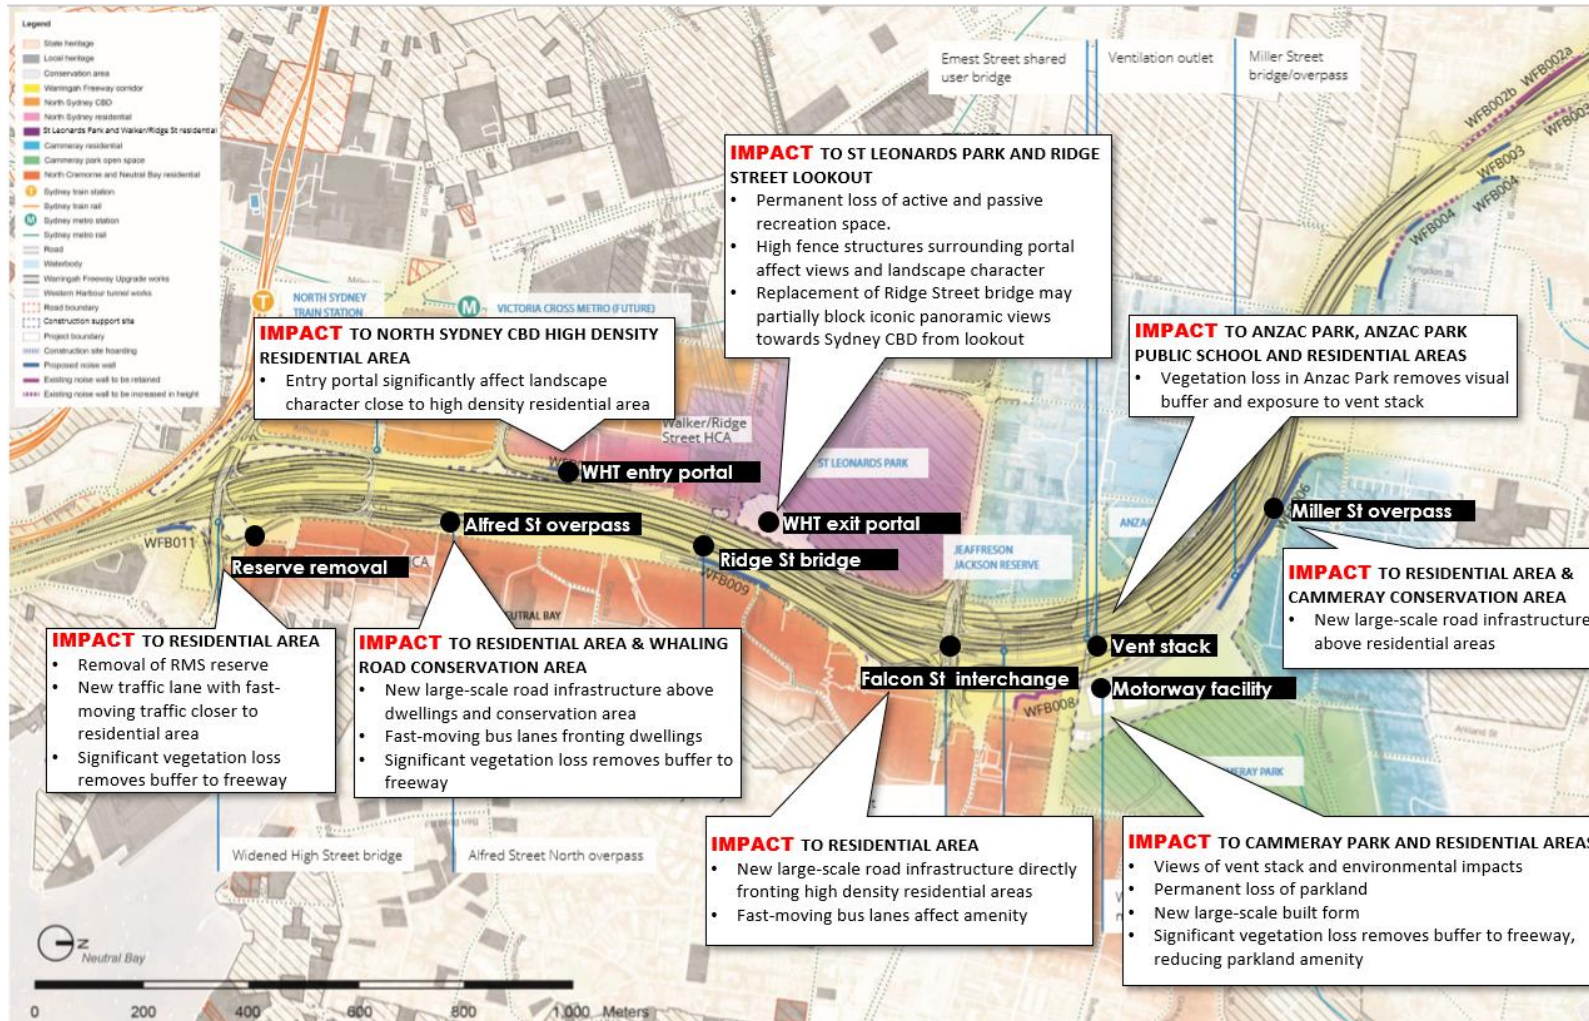 Legend
State heritage
Local heritage
Conservation area
Warringah Freeway corridor
North Sydney CBD
North Sydney residential
St Leonards Park and Walker/Ridge St residential
Cammeray residential
Cammeray park open space
North Cremorne and Neutral Bay residential
T Sydney train station
Sydney train rail
M Sydney metro station
Sydney metro rail
Road
Waterbody
Warringah Freeway Upgrade works
Western Harbour tunnel works
Road boundary
Construction support site
Project boundary
Construction site hoarding
Proposed noise wall
Existing noise wall to be retained
Existing noise wall to be increased in height
Ernest Street shared
user bridge
Ventilation outlet
Miller Street
bridge/overpass
WFB002a
WFB002b
WFB003
WFB003
WFB004
WFB004
IMPACT TO ST LEONARDS PARK AND RIDGE
STREET LOOKOUT
• Permanent loss of active and passive
recreation space.
• High fence structures surrounding portal
affect views and landscape character
• Replacement of Ridge Street bridge may
partially block iconic panoramic views
towards Sydney CBD from lookout
T
NORTH SYDNEY
TRAIN STATION
M
VICTORIA CROSS METRO (FUTURE)
IMPACT TO NORTH SYDNEY CBD HIGH DENSITY
RESIDENTIAL AREA
• Entry portal significantly affect landscape
character close to high density residential area
IMPACT TO ANZAC PARK, ANZAC PARK
PUBLIC SCHOOL AND RESIDENTIAL AREAS
• Vegetation loss in Anzac Park removes visual
buffer and exposure to vent stack
Walker/Ridge
Street HCA
ST LEONARDS PARK
WHT entry portal
WHT exit portal
Alfred St overpass
Miller St overpass
ANZAC
WFB011
Reserve removal
Ridge St bridge
WFB009
JEAFFRESON
JACKSON RESERVE
IMPACT TO RESIDENTIAL AREA &
CAMMERAY CONSERVATION AREA
• New large-scale road infrastructure
above residential areas
IMPACT TO RESIDENTIAL AREA
• Removal of RMS reserve
• New traffic lane with fast-
moving traffic closer to
residential area
• Significant vegetation loss
removes buffer to freeway
IMPACT TO RESIDENTIAL AREA & WHALING
ROAD CONSERVATION AREA
• New large-scale road infrastructure above
dwellings and conservation area
• Fast-moving bus lanes fronting dwellings
• Significant vegetation loss removes buffer to
freeway
Vent stack
Falcon St interchange
Motorway facility
WFB008
IMPACT TO RESIDENTIAL AREA
• New large-scale road infrastructure directly
fronting high density residential areas
• Fast-moving bus lanes affect amenity
IMPACT TO CAMMERAY PARK AND RESIDENTIAL AREAS
• Views of vent stack and environmental impacts
• Permanent loss of parkland
• New large-scale built form
• Significant vegetation loss removes buffer to freeway,
reducing parkland amenity
Widened High Street bridge
Alfred Street North overpass
N
Neutral Bay
0 200 400 600 800 1,000 Meters